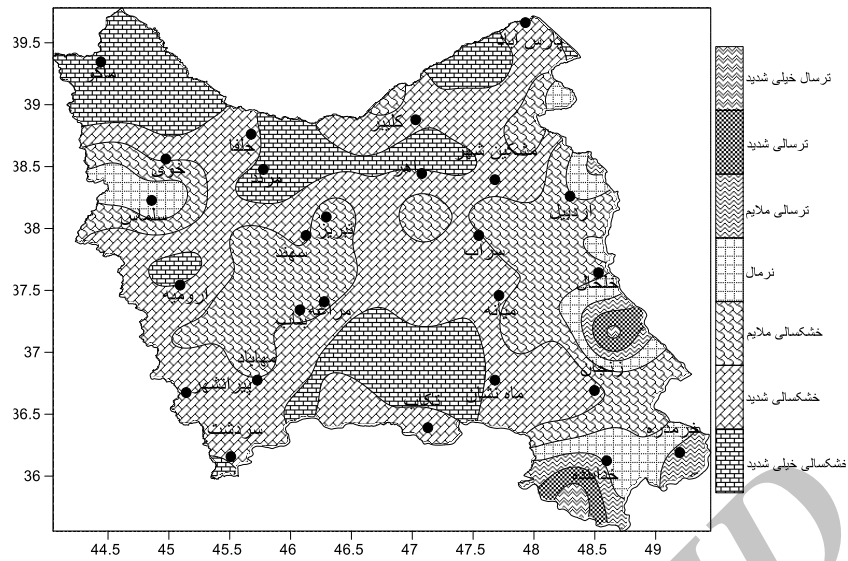 39.5
39
38.5
38
37.5
37
36.5
36
44.5 45 45.5 46 46.5 47 47.5 48 48.5 49
پارس آباد
ماکو
کلیبر
جلفا
مشکین شهر
خوی
مرند
اهر
اردبیل
سلماس
تبریز
سهند
سراب
خلخال
ارومیه
مراغه
میانه
مهاباد
زنجان
پیرانشهر
ماه نشان
تکاب
سردشت
خرمدره
خدابنده
ترسال خیلی شدید
ترسالی شدید
ترسالی ملایم
نرمال
خشکسالی ملایم
خشکسالی شدید
خشکسالی خیلی شدید